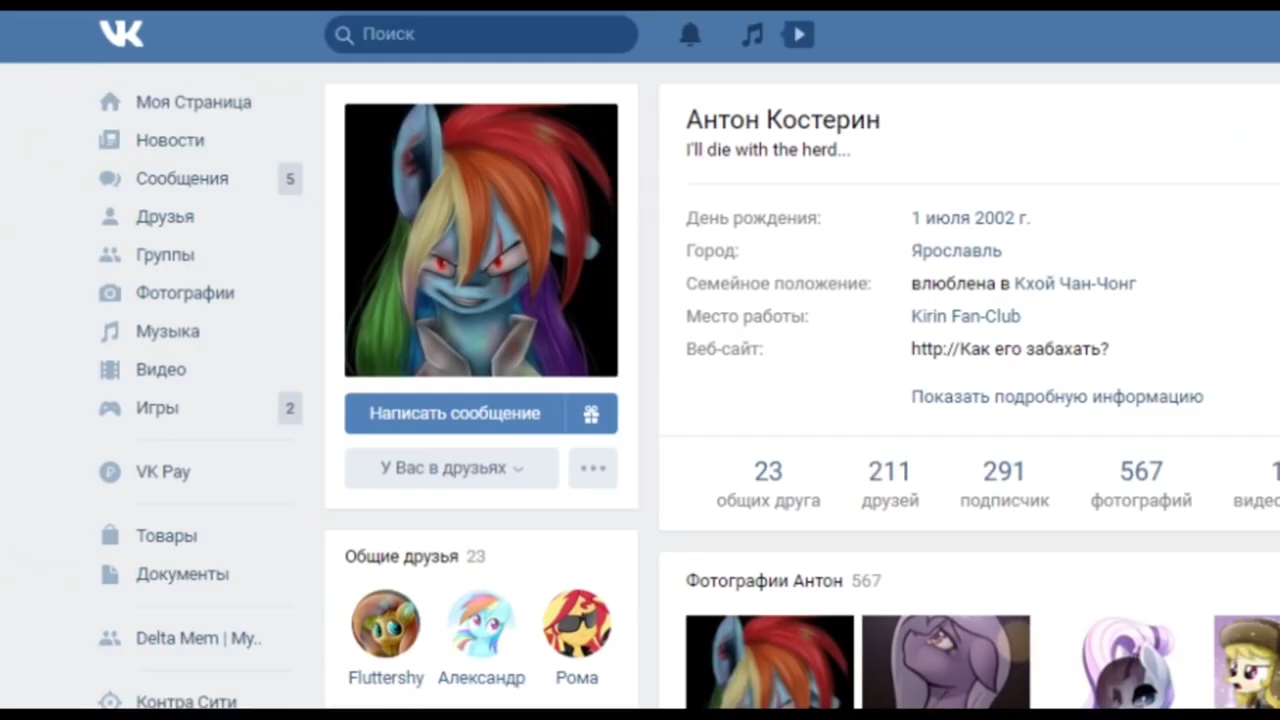 VK
Поиск
Моя Страница
Новости
Сообщения 5
Друзья
Группы
Фотографии
Музыка
Видео
Игры 2
VK Pay
Товары
Документы
Delta Mem | My..
Контра Сити
Написать сообщение
У Вас в друзьях
Общие друзья 23
Fluttershy Александр Рома
Антон Костерин
I'll die with the herd...
День рождения: 1 июля 2002 г.
Город: Ярославль
Семейное положение: влюблена в Кхой Чан-Чонг
Место работы: Kirin Fan-Club
Веб-сайт: http://Как его забахать?
Показать подробную информацию
23 211 291 567 1
общих друга друзей подписчик фотографий видео
Фотографии Антон 567